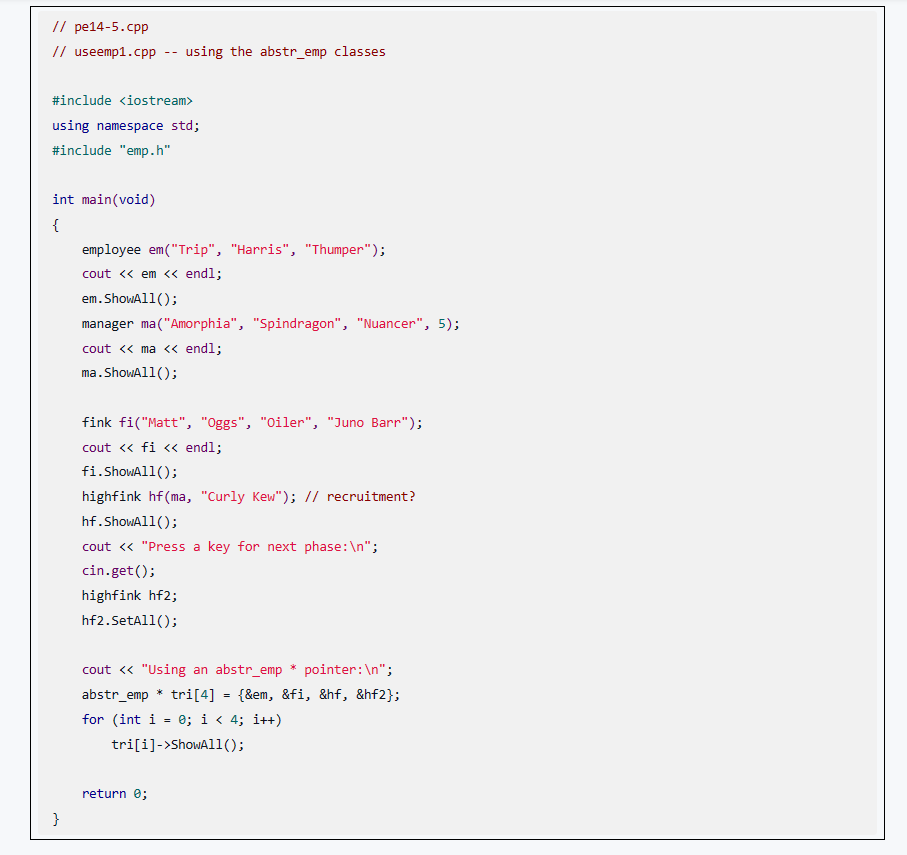 // pe14-5.cpp
// useemp1.cpp -- using the abstr_emp classes
#include <iostream>
using namespace std;
#include "emp.h"
int main(void)
{
    employee em("Trip", "Harris", "Thumper");
    cout << em << endl;
    em.ShowAll();
    manager ma("Amorphia", "Spindragon", "Nuancer", 5);
    cout << ma << endl;
    ma.ShowAll();
    fink fi("Matt", "Oggs", "Oiler", "Juno Barr");
    cout << fi << endl;
    fi.ShowAll();
    highfink hf(ma, "Curly Kew"); // recruitment?
    hf.ShowAll();
    cout << "Press a key for next phase:\n";
    cin.get();
    highfink hf2;
    hf2.SetAll();
    cout << "Using an abstr_emp * pointer:\n";
    abstr_emp * tri[4] = {&em, &fi, &hf, &hf2};
    for (int i = 0; i < 4; i++)
        tri[i]->ShowAll();
    return 0;
}